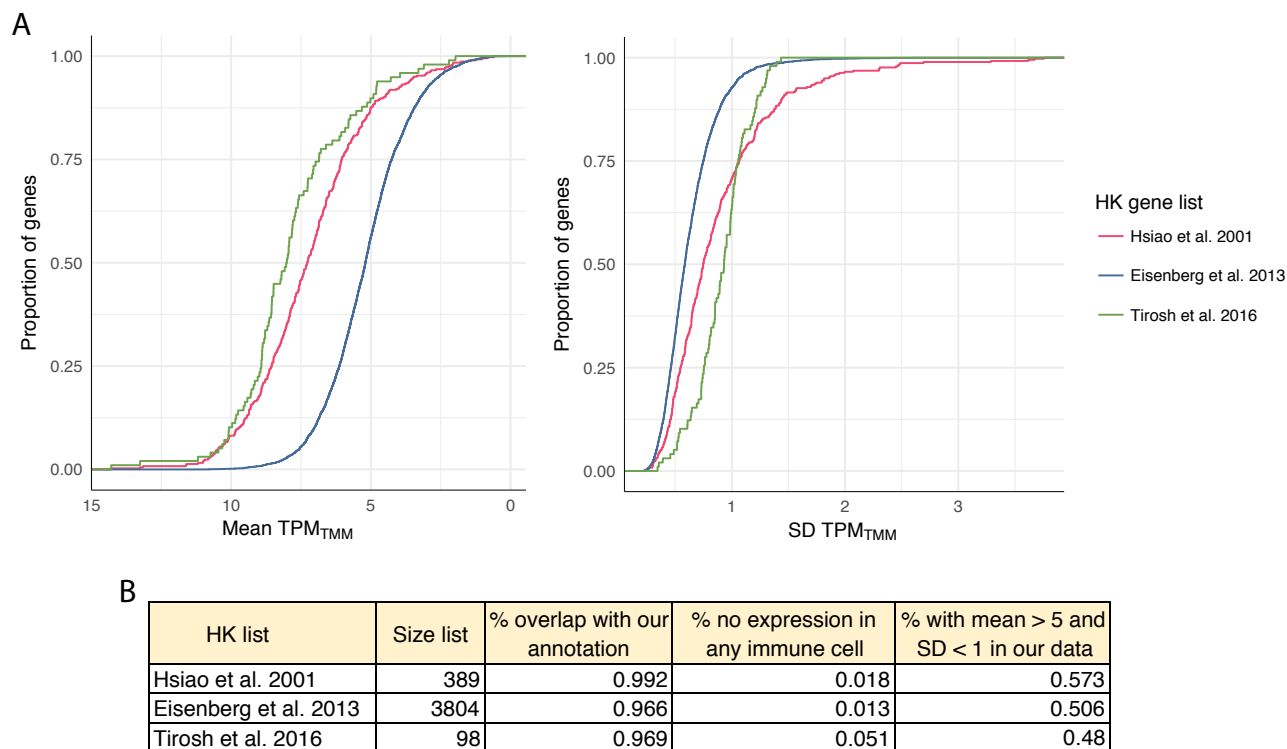 A
Proportion of genes
1.00
0.75
0.50
0.25
0.00
15 10 5 0
Mean TPMTMM
Proportion of genes
1.00
0.75
0.50
0.25
0.00
1 2 3
SD TPMTMM
HK gene list
Hsiao et al. 2001
Eisenberg et al. 2013
Tirosh et al. 2016
B
HK list Size list % overlap with our annotation % no expression in any immune cell % with mean > 5 and SD < 1 in our data
Hsiao et al. 2001 389 0.992 0.018 0.573
Eisenberg et al. 2013 3804 0.966 0.013 0.506
Tirosh et al. 2016 98 0.969 0.051 0.48